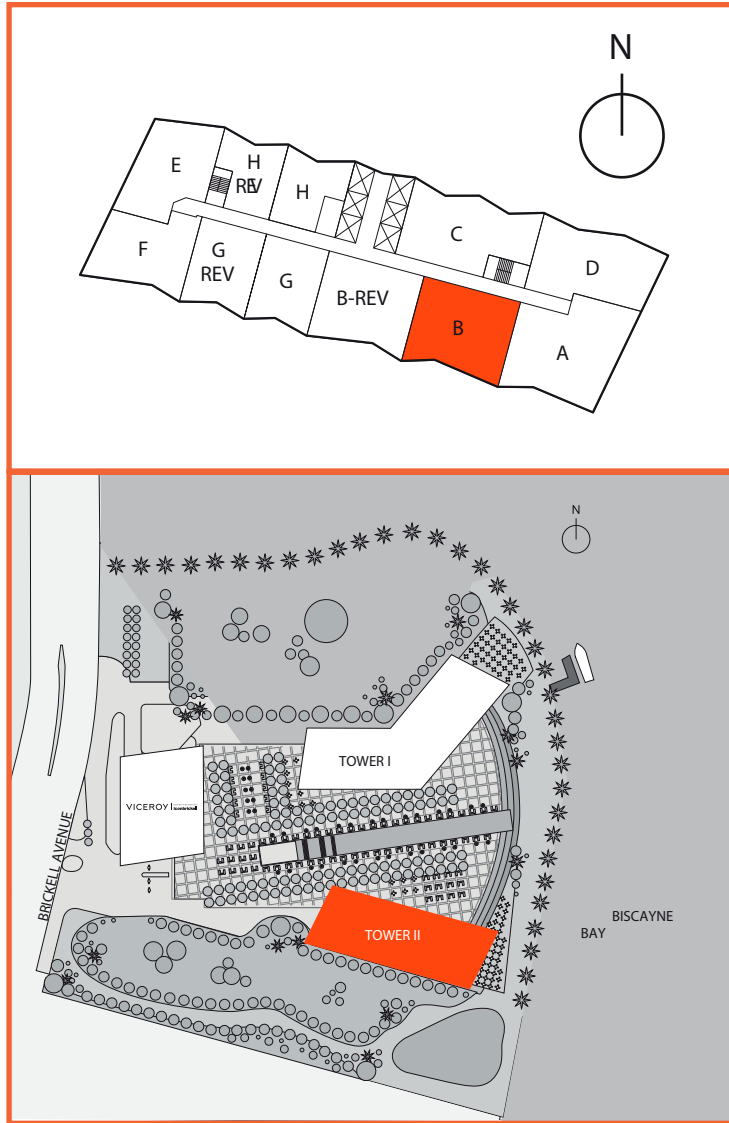 N
E
H
REV
H
C
F
G
REV
G
B-REV
B
D
A
N
TOWER I
VICEROY
BRICKELL AVENUE
TOWER II
BISCAYNE
BAY